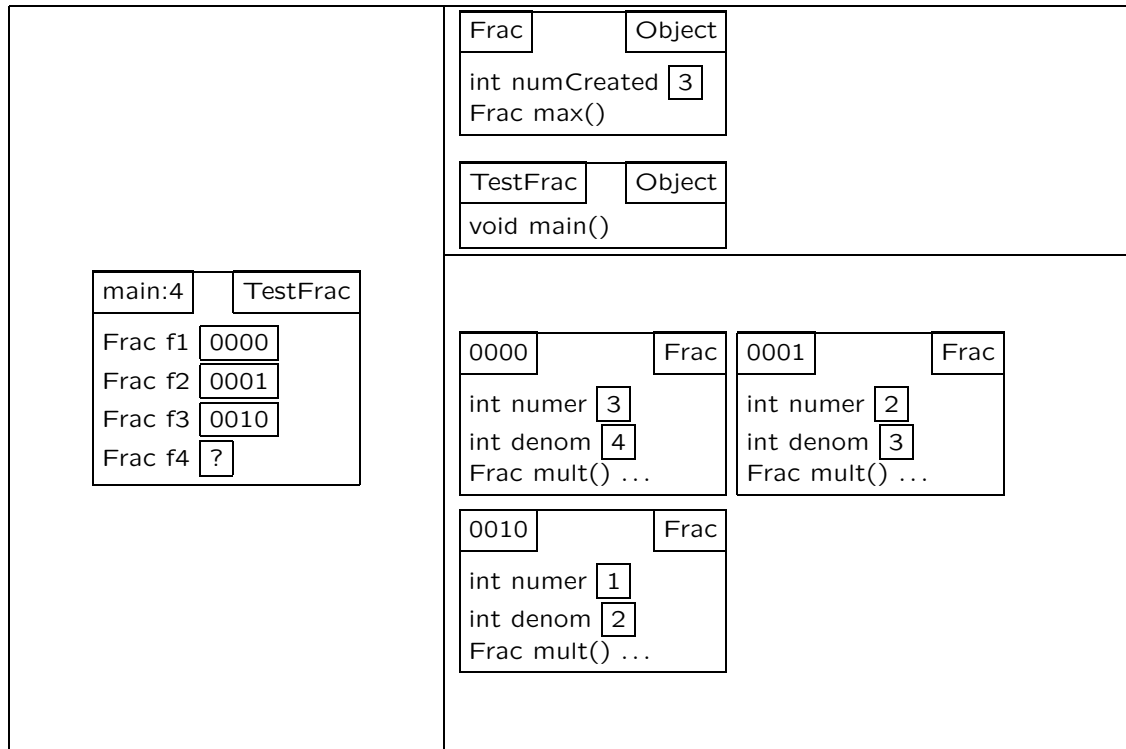 Frac Object
int numCreated 3
Frac max()
TestFrac Object
void main()
main:4 TestFrac
Frac f1 0000
Frac f2 0001
Frac f3 0010
Frac f4 ?
0000 Frac
int numer 3
int denom 4
Frac mult() ...
0001 Frac
int numer 2
int denom 3
Frac mult() ...
0010 Frac
int numer 1
int denom 2
Frac mult() ...